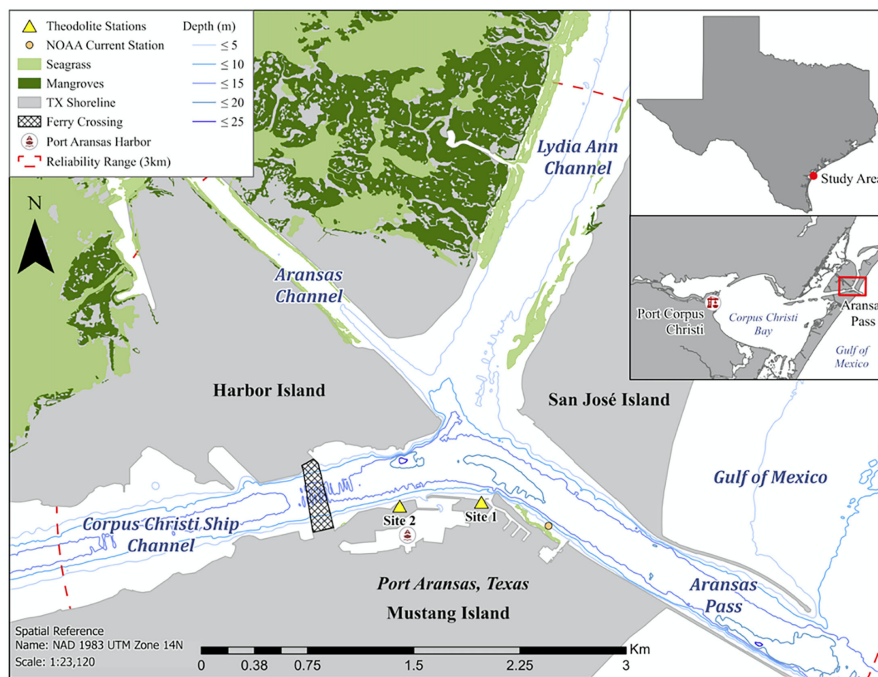 Theodolite Stations
NOAA Current Station
Seagrass
Mangroves
TX Shoreline
Ferry Crossing
Port Aransas Harbor
Reliability Range (3km)
Depth (m)
≤ 5
≤ 10
≤ 15
≤ 20
≤ 25
N
Lydia Ann
Channel
Aransas
Channel
Study Area
Port Corpus
Christi
Corpus Christi
Bay
Aransas
Pass
Gulf of
Mexico
Harbor Island
San José Island
Gulf of Mexico
Corpus Christi Ship
Channel
Site 2
Site 1
Port Aransas, Texas
Mustang Island
Aransas
Pass
Spatial Reference
Name: NAD 1983 UTM Zone 14N
Scale: 1:23,120
0 0.38 0.75 1.5 2.25 3
Km